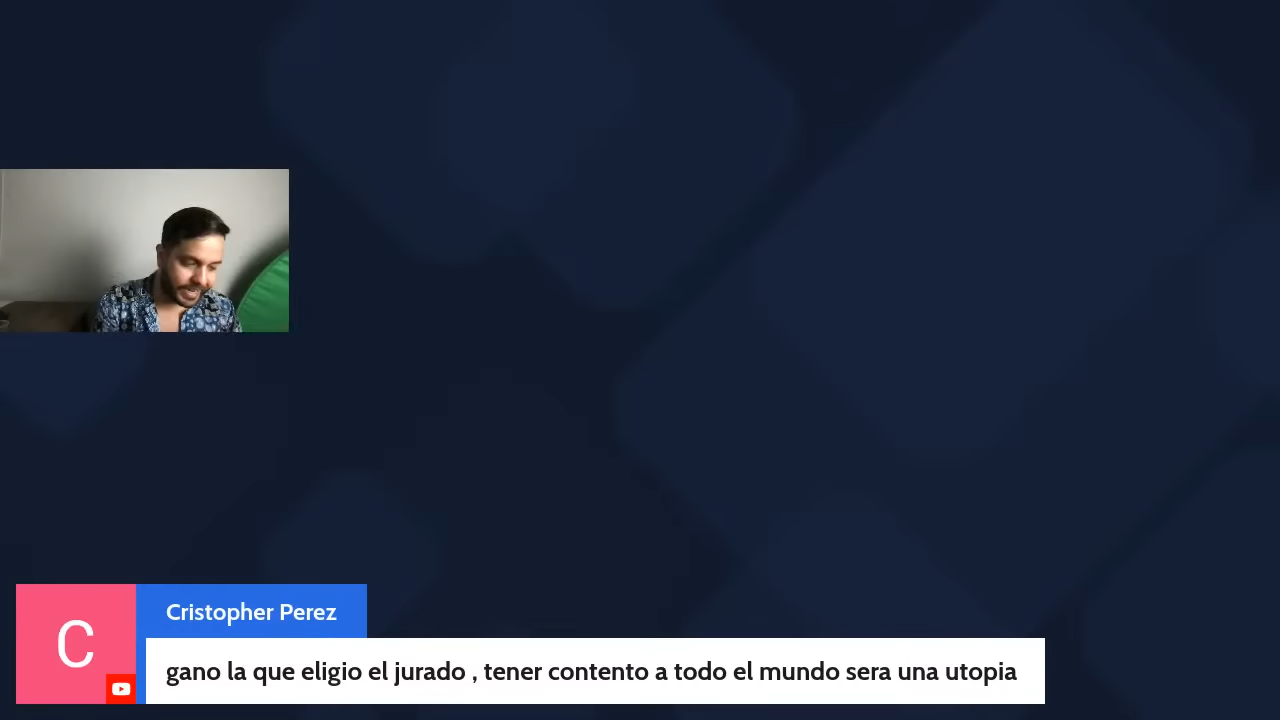 C
Cristopher Perez
gano la que eligio el jurado , tener contento a todo el mundo sera una utopia